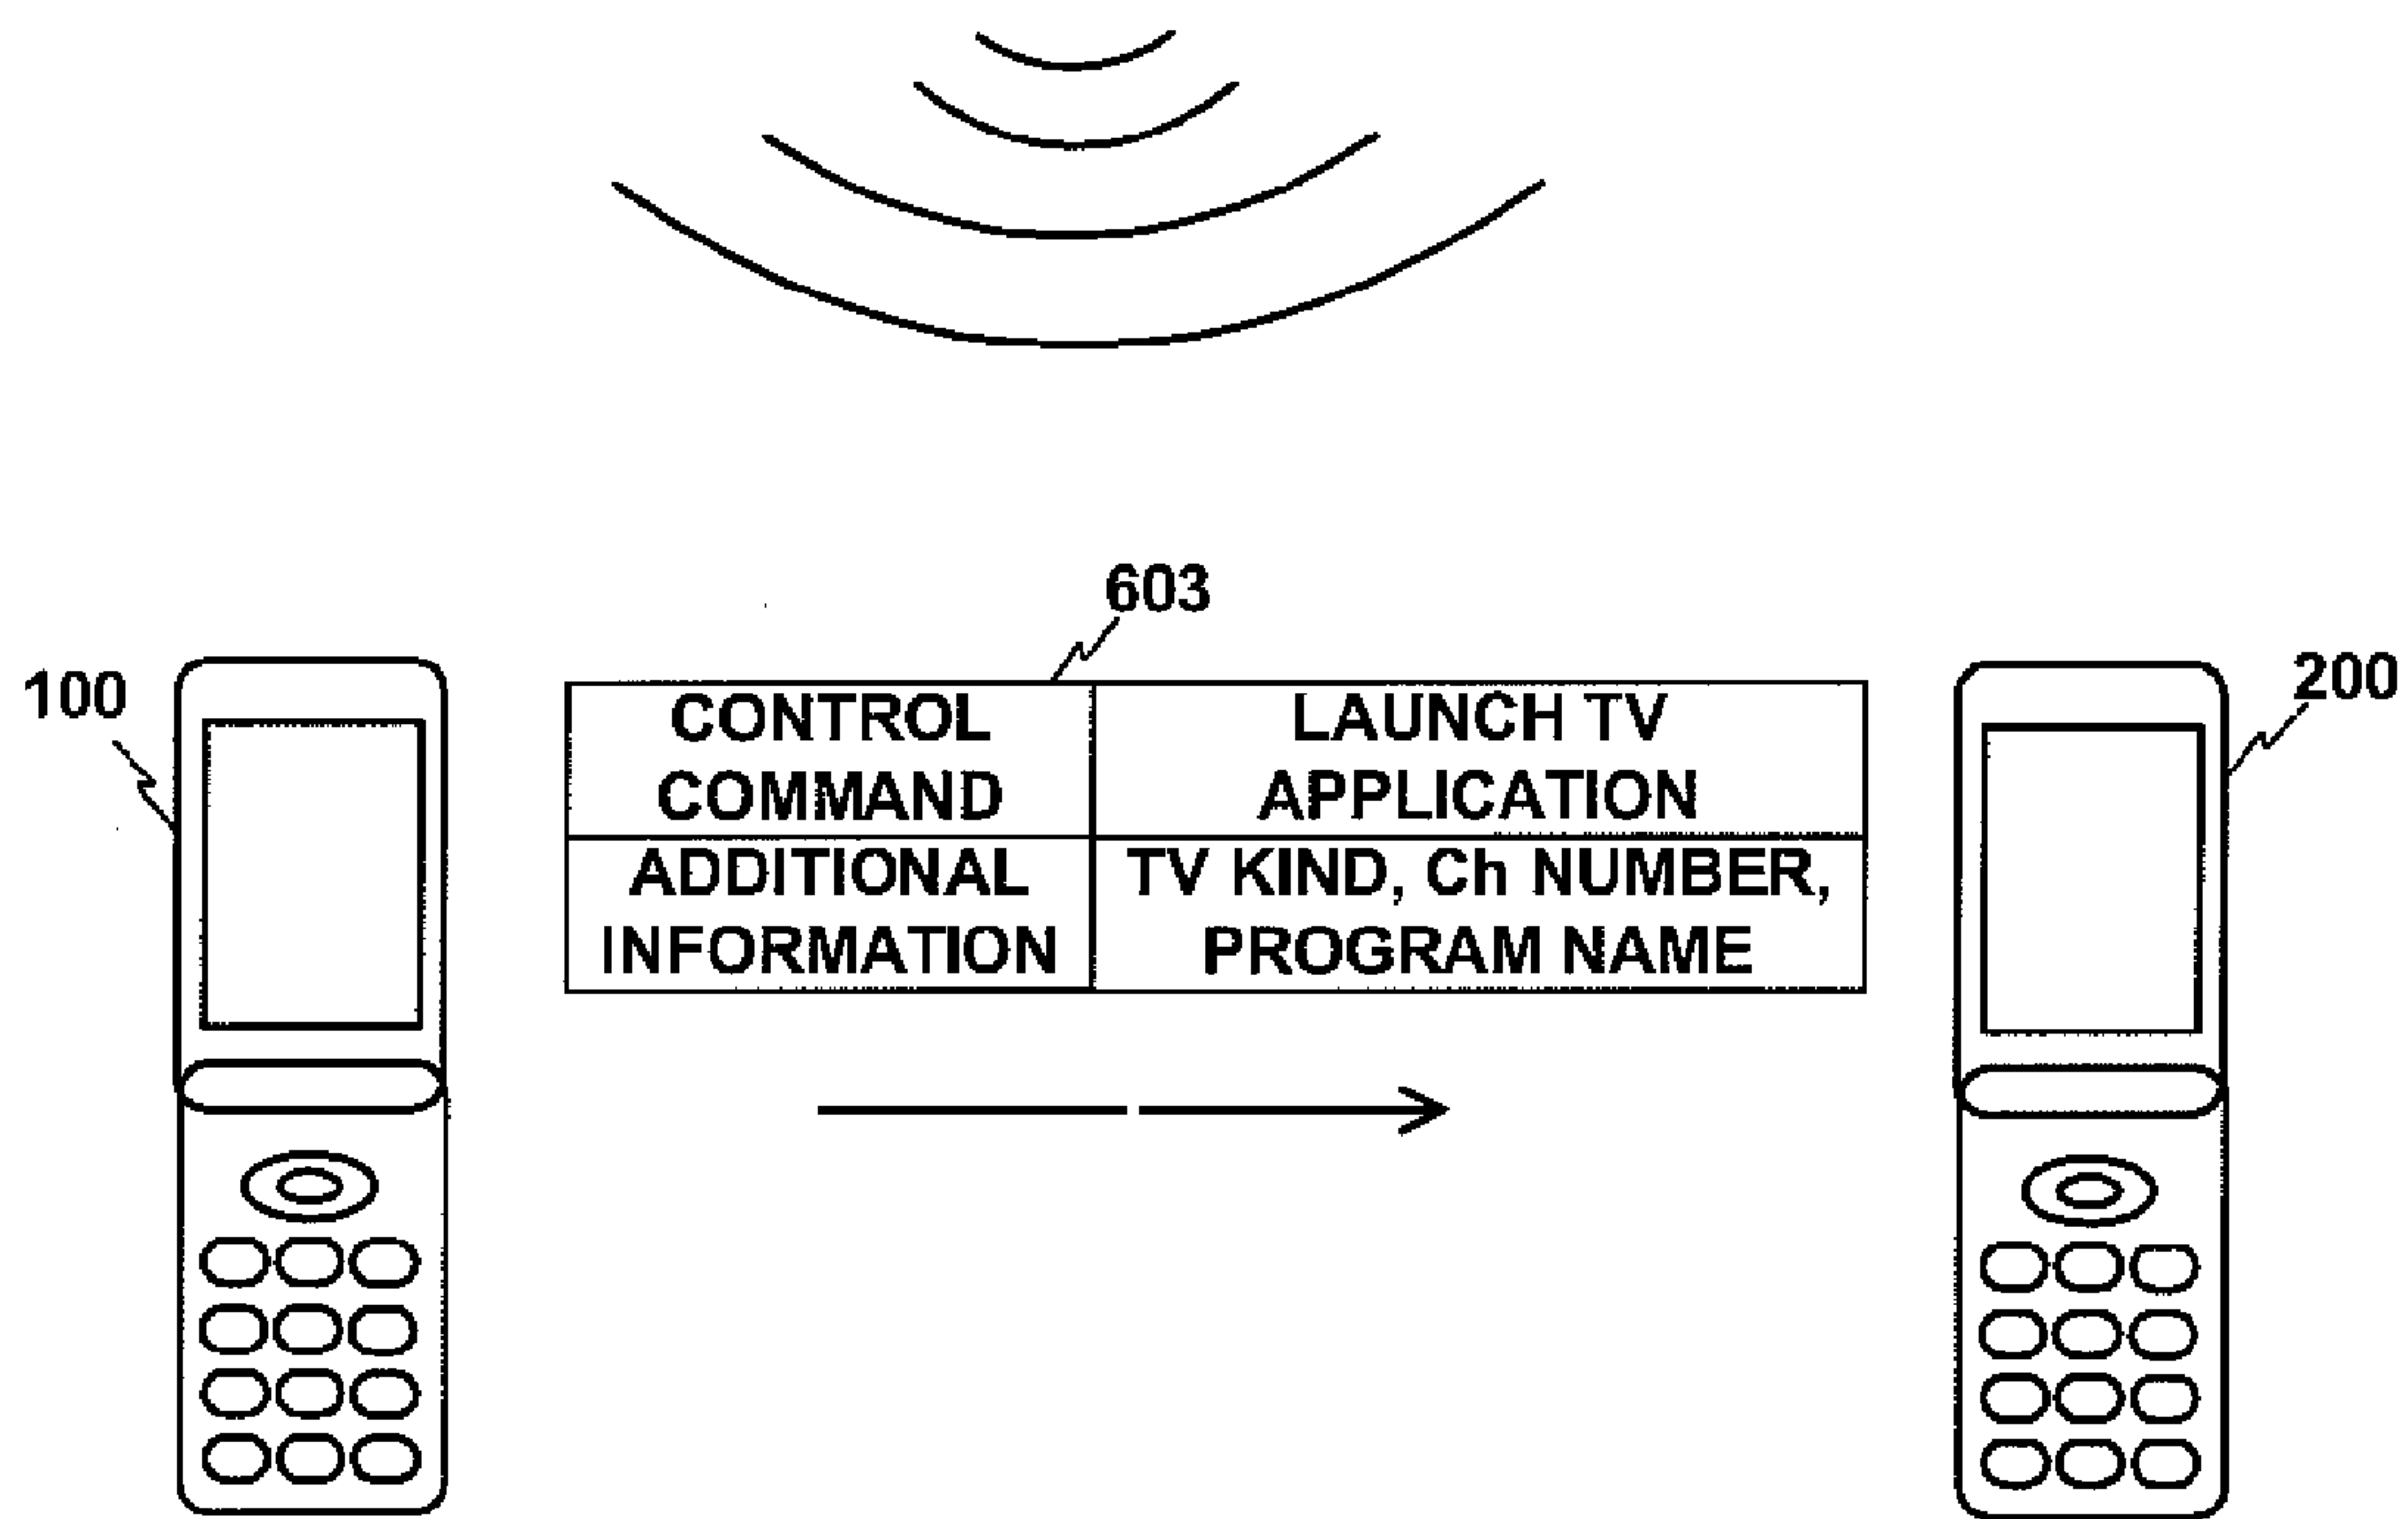 603
100
200
CONTROL
COMMAND
LAUNCH TV
APPLICATION
ADDITIONAL
INFORMATION
TV KIND, Ch NUMBER,
PROGRAM NAME